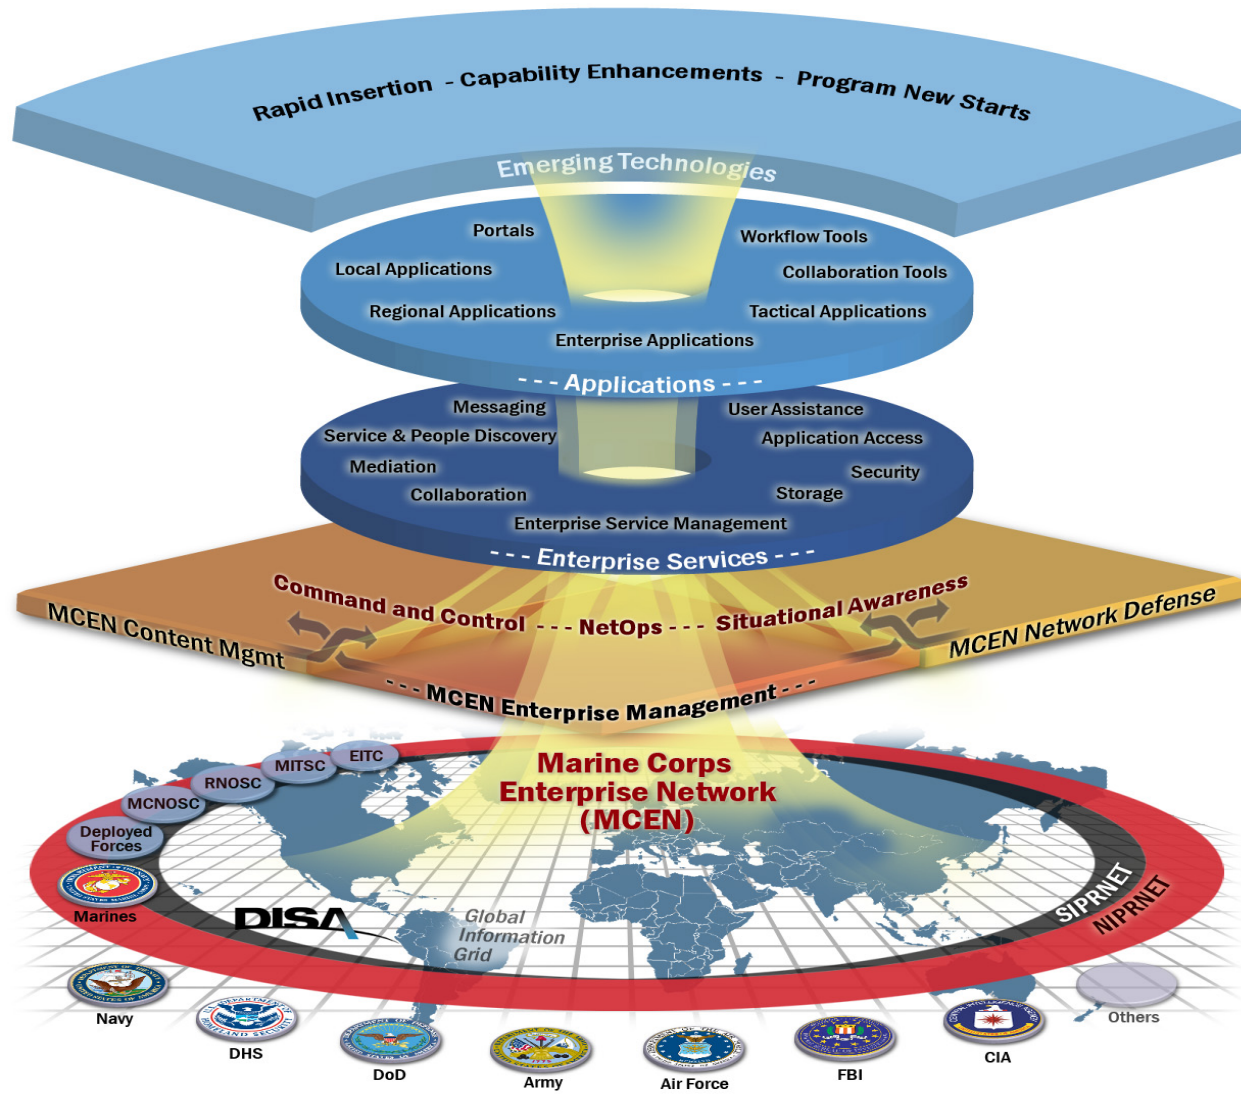 Rapid Insertion - Capability Enhancements - Program New Starts
Emerging Technologies
Portals
Workflow Tools
Local Applications
Collaboration Tools
Regional Applications
Tactical Applications
Enterprise Applications
- - - Applications - - -
Messaging
User Assistance
Service & People Discovery
Application Access
Mediation
Security
Collaboration
Storage
Enterprise Service Management
- - - Enterprise Services - - -
Command and Control - - - NetOps - - - Situational Awareness
MCEN Content Mgmt
MCEN Network Defense
- - - MCEN Enterprise Management - - -
Marine Corps
Enterprise Network
(MCEN)
EITC
MITSC
RNOSC
MCNOSC
Deployed
Forces
Marines
SIPRNET
NIPRNET
DISA
Global
Information
Grid
Navy
DHS
DoD
Army
Air Force
FBI
CIA
Others